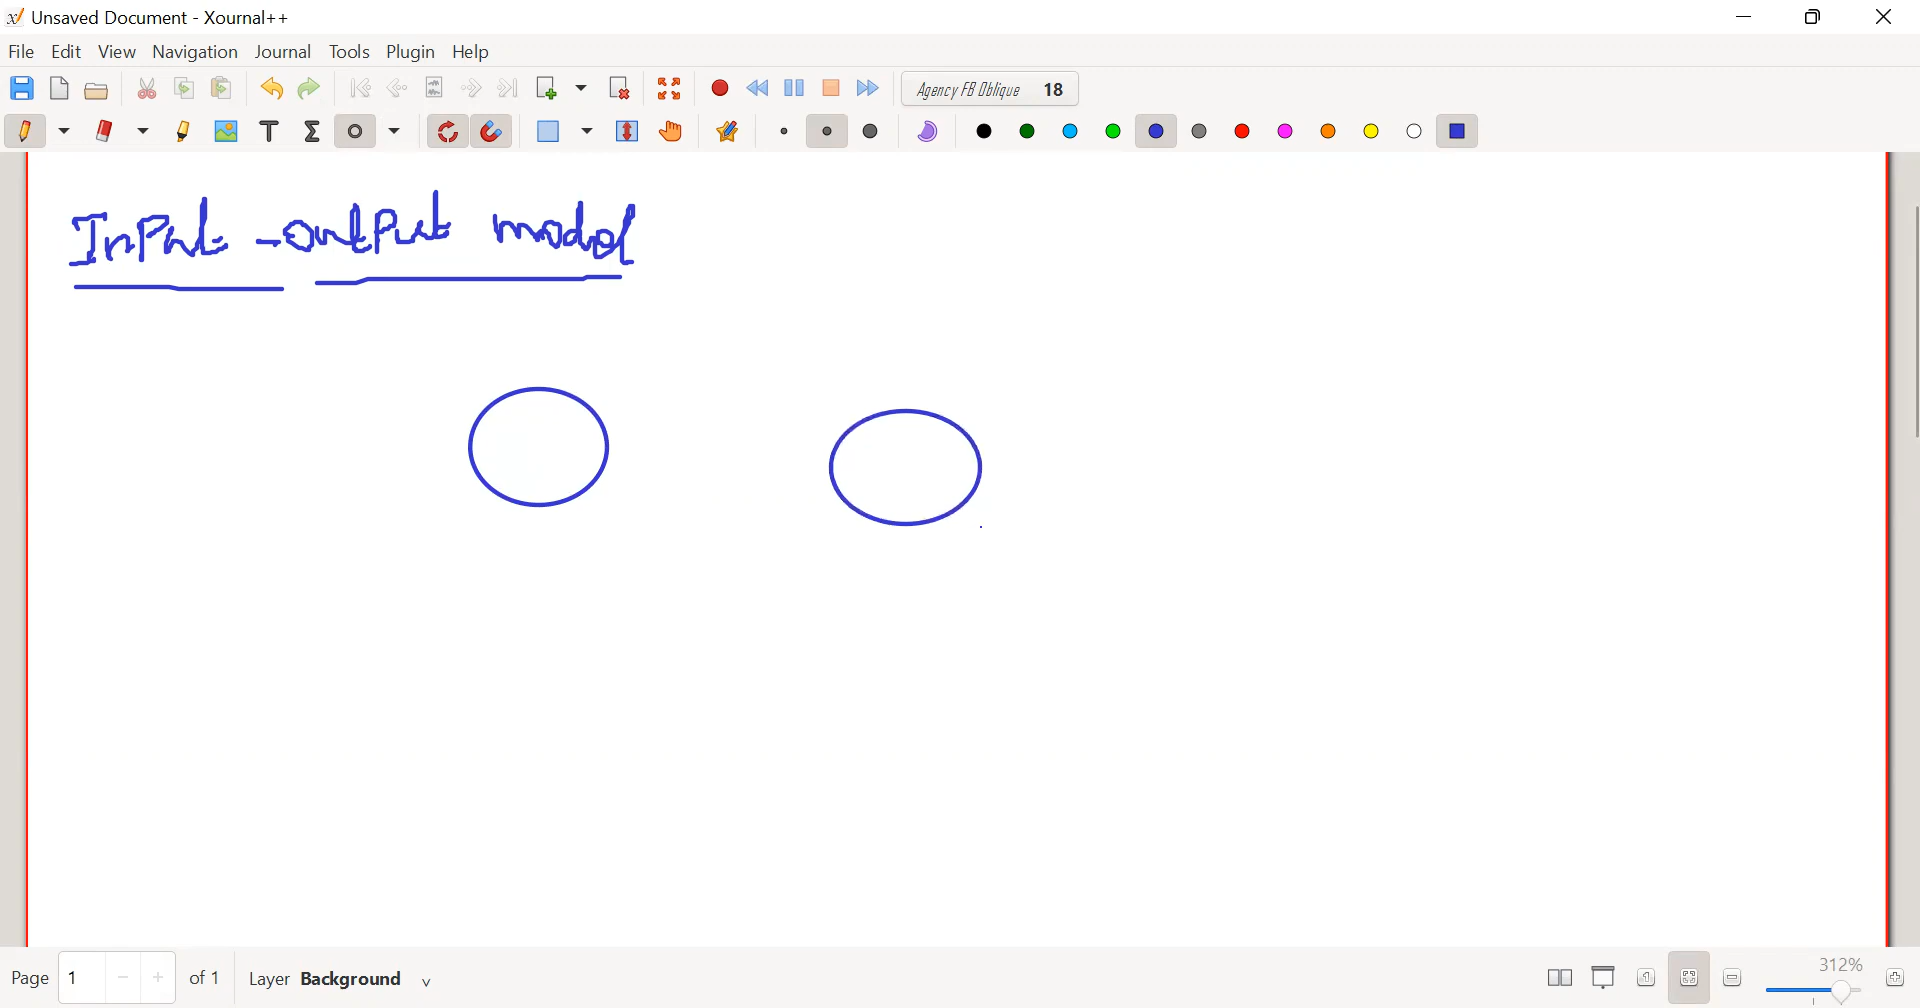 Unsaved Document - Xournal++
File Edit View Navigation Journal Tools Plugin Help
Agency FB Oblique 18
InPut - outPut model
Page 1 of 1 Layer Background 312%